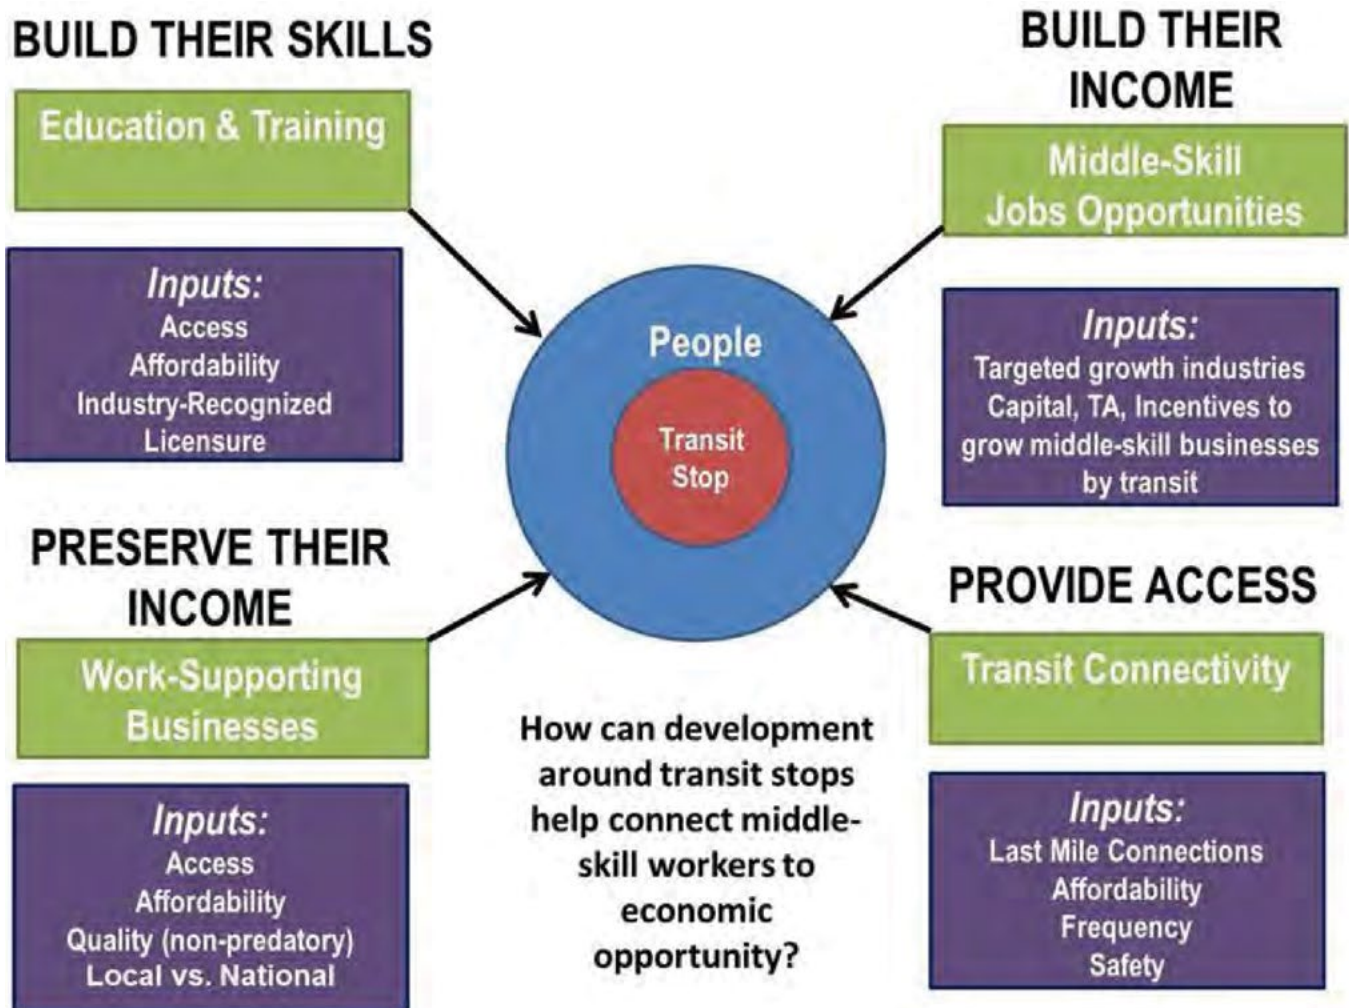 BUILD THEIR SKILLS
Education & Training
Inputs:
Access
Affordability
Industry-Recognized
Licensure
BUILD THEIR
INCOME
Middle-Skill
Jobs Opportunities
Inputs:
Targeted growth industries
Capital, TA, Incentives to
grow middle-skill businesses
by transit
People
Transit
Stop
PRESERVE THEIR
INCOME
Work-Supporting
Businesses
Inputs:
Access
Affordability
Quality (non-predatory)
Local vs. National
How can development
around transit stops
help connect middle-
skill workers to
economic
opportunity?
PROVIDE ACCESS
Transit Connectivity
Inputs:
Last Mile Connections
Affordability
Frequency
Safety